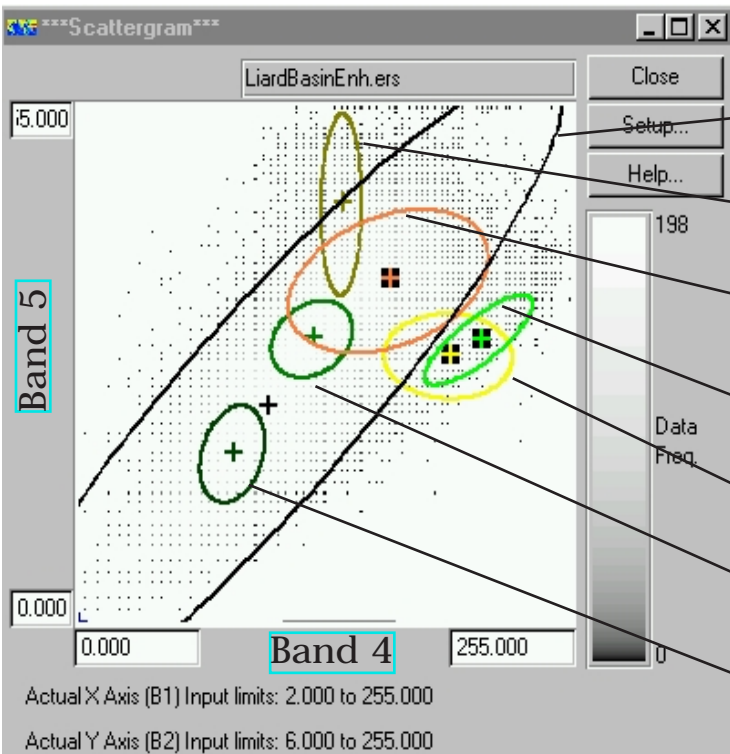 ***Scattergram***
LiardBasinEnh.ers
Close
Setup...
Help...
5.000
198
Band 5
Data
Freq.
0
0.000
0.000
Band 4
255.000
Actual X Axis (B1) Input limits: 2.000 to 255.000
Actual Y Axis (B2) Input limits: 6.000 to 255.000